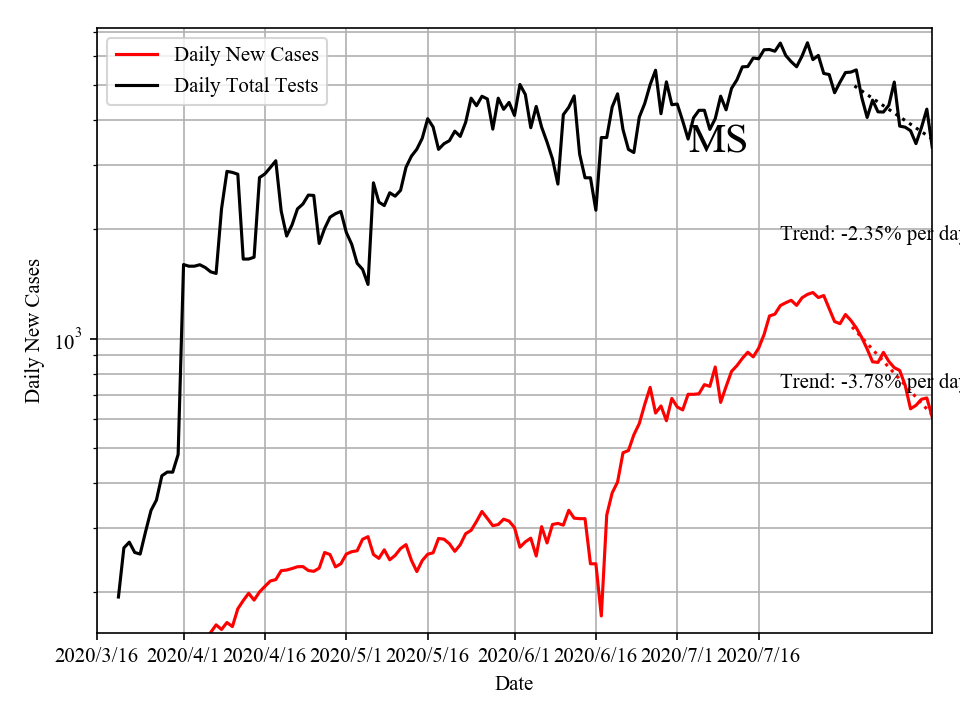 Daily New Cases
Daily Total Tests
MS
Trend: -2.35% per day
10^3
Trend: -3.78% per day
Daily New Cases
2020/3/16 2020/4/1 2020/4/16 2020/5/1 2020/5/16 2020/6/1 2020/6/16 2020/7/1 2020/7/16
Date